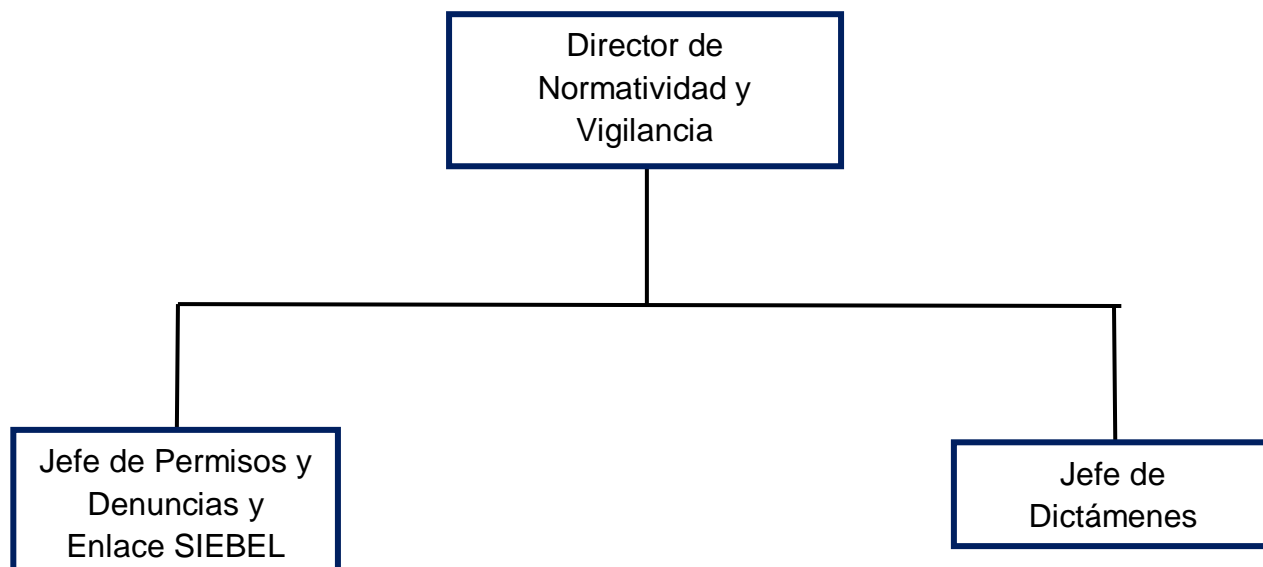 Director de
Normatividad y
Vigilancia
Jefe de Permisos y
Denuncias y
Enlace SIEBEL
Jefe de
Dictámenes